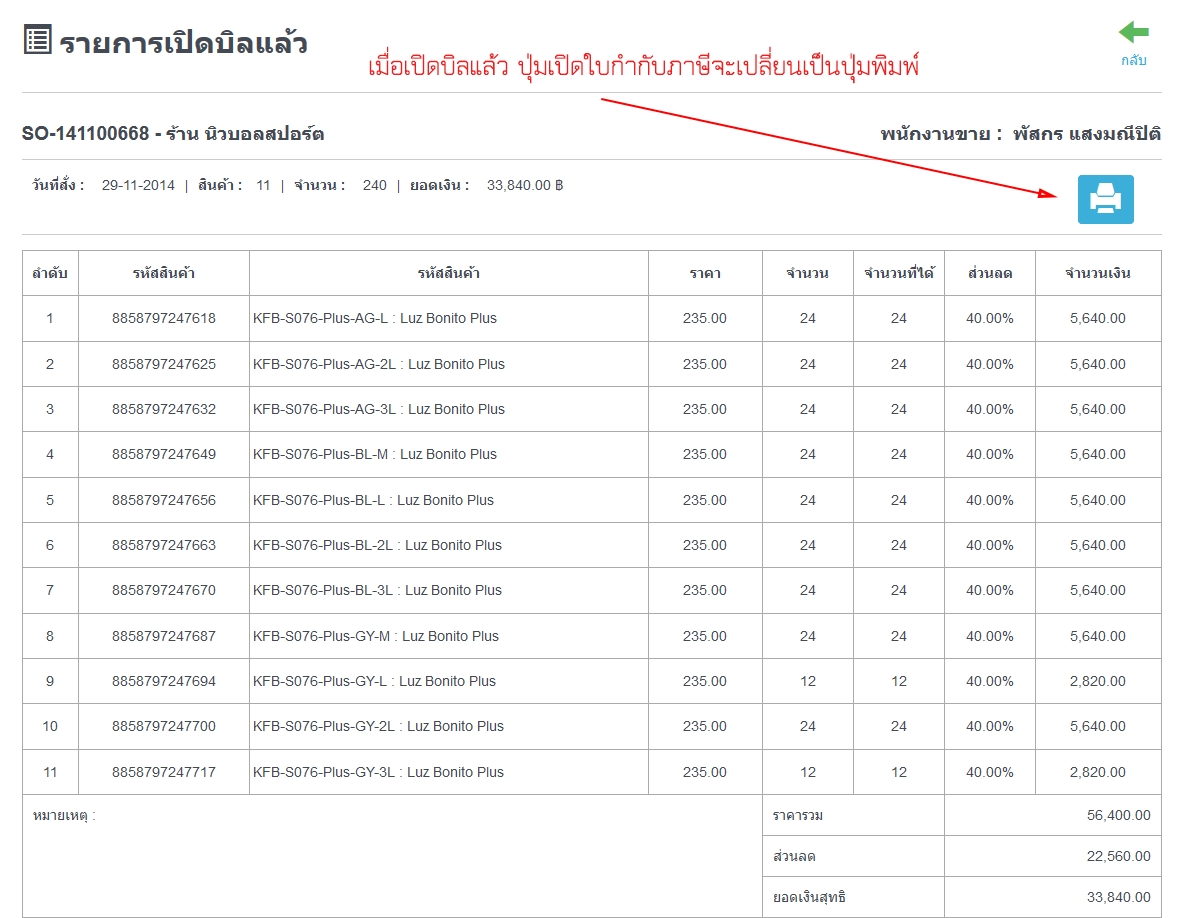 รายการเปิดบิลแล้ว
กลับ
เมื่อเปิดบิลแล้ว ปุ่มเปิดใบกำกับภาษีจะเปลี่ยนเป็นปุ่มพิมพ์
SO-141100668 - ร้าน นิวบอลสปอร์ต พนักงานขาย : พัสกร แสงมณีปิติ
วันที่สั่ง : 29-11-2014 | สินค้า : 11 | จำนวน : 240 | ยอดเงิน : 33,840.00 ฿
ลำดับ รหัสสินค้า รหัสสินค้า ราคา จำนวน จำนวนที่ได้ ส่วนลด จำนวนเงิน
1 8858797247618 KFB-S076-Plus-AG-L : Luz Bonito Plus 235.00 24 24 40.00% 5,640.00
2 8858797247625 KFB-S076-Plus-AG-2L : Luz Bonito Plus 235.00 24 24 40.00% 5,640.00
3 8858797247632 KFB-S076-Plus-AG-3L : Luz Bonito Plus 235.00 24 24 40.00% 5,640.00
4 8858797247649 KFB-S076-Plus-BL-M : Luz Bonito Plus 235.00 24 24 40.00% 5,640.00
5 8858797247656 KFB-S076-Plus-BL-L : Luz Bonito Plus 235.00 24 24 40.00% 5,640.00
6 8858797247663 KFB-S076-Plus-BL-2L : Luz Bonito Plus 235.00 24 24 40.00% 5,640.00
7 8858797247670 KFB-S076-Plus-BL-3L : Luz Bonito Plus 235.00 24 24 40.00% 5,640.00
8 8858797247687 KFB-S076-Plus-GY-M : Luz Bonito Plus 235.00 24 24 40.00% 5,640.00
9 8858797247694 KFB-S076-Plus-GY-L : Luz Bonito Plus 235.00 12 12 40.00% 2,820.00
10 8858797247700 KFB-S076-Plus-GY-2L : Luz Bonito Plus 235.00 24 24 40.00% 5,640.00
11 8858797247717 KFB-S076-Plus-GY-3L : Luz Bonito Plus 235.00 12 12 40.00% 2,820.00
หมายเหตุ : ราคารวม 56,400.00
ส่วนลด 22,560.00
ยอดเงินสุทธิ 33,840.00